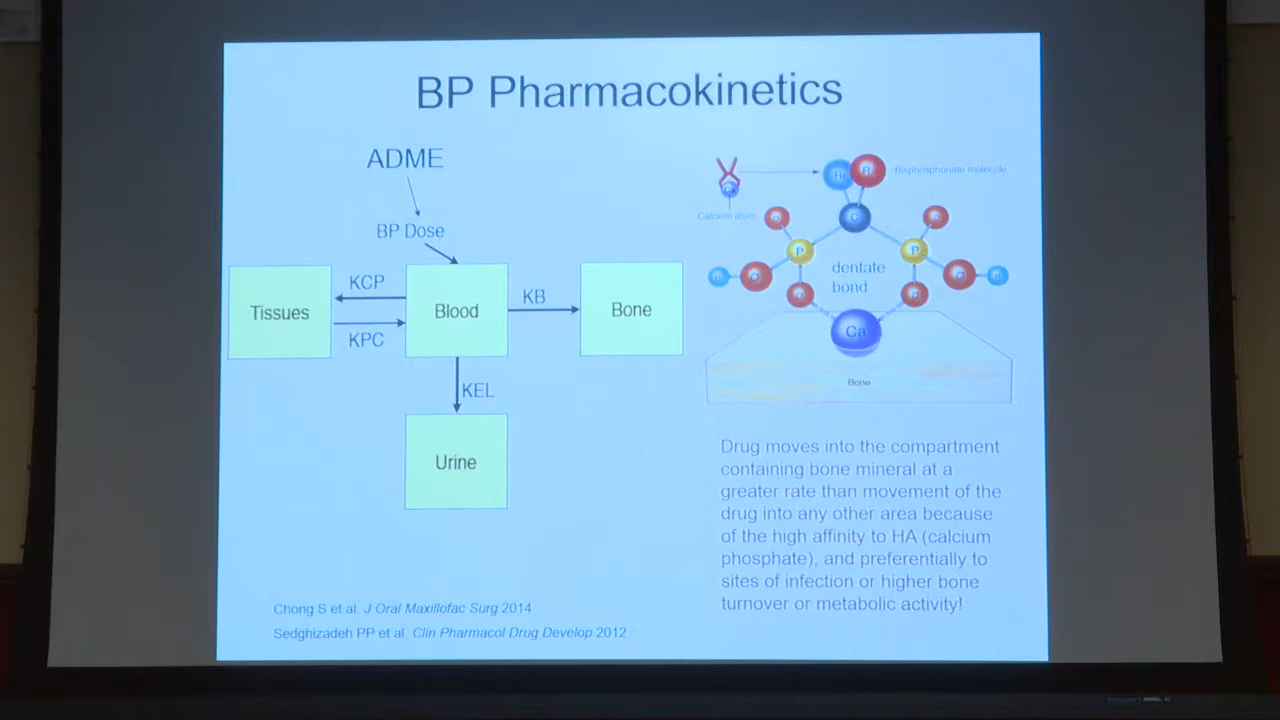 BP Pharmacokinetics
ADME
BP Dose
Tissues
KCP
KPC
Blood
KB
Bone
KEL
Urine
Chong S et al. J Oral Maxillofac Surg 2014
Sedghizadeh PP et al. Clin Pharmacol Drug Develop 2012
Bisphosphonate molecule
Calcium atom
C
P
P
dentate
bond
Ca
Bone
Drug moves into the compartment
containing bone mineral at a
greater rate than movement of the
drug into any other area because
of the high affinity to HA (calcium
phosphate), and preferentially to
sites of infection or higher bone
turnover or metabolic activity!